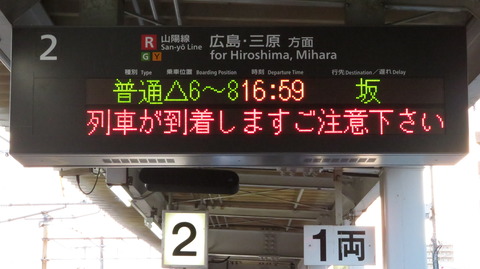 2
R 山陽線 広島・三原 方面
G Y San-yō Line for Hiroshima, Mihara
種別 Type 乗車位置 Boarding Position 時刻 Departure Time 行先 Destination／遅れ Delay
普通 △6〜8 16:59 坂
列車が到着しますご注意下さい
2
1両